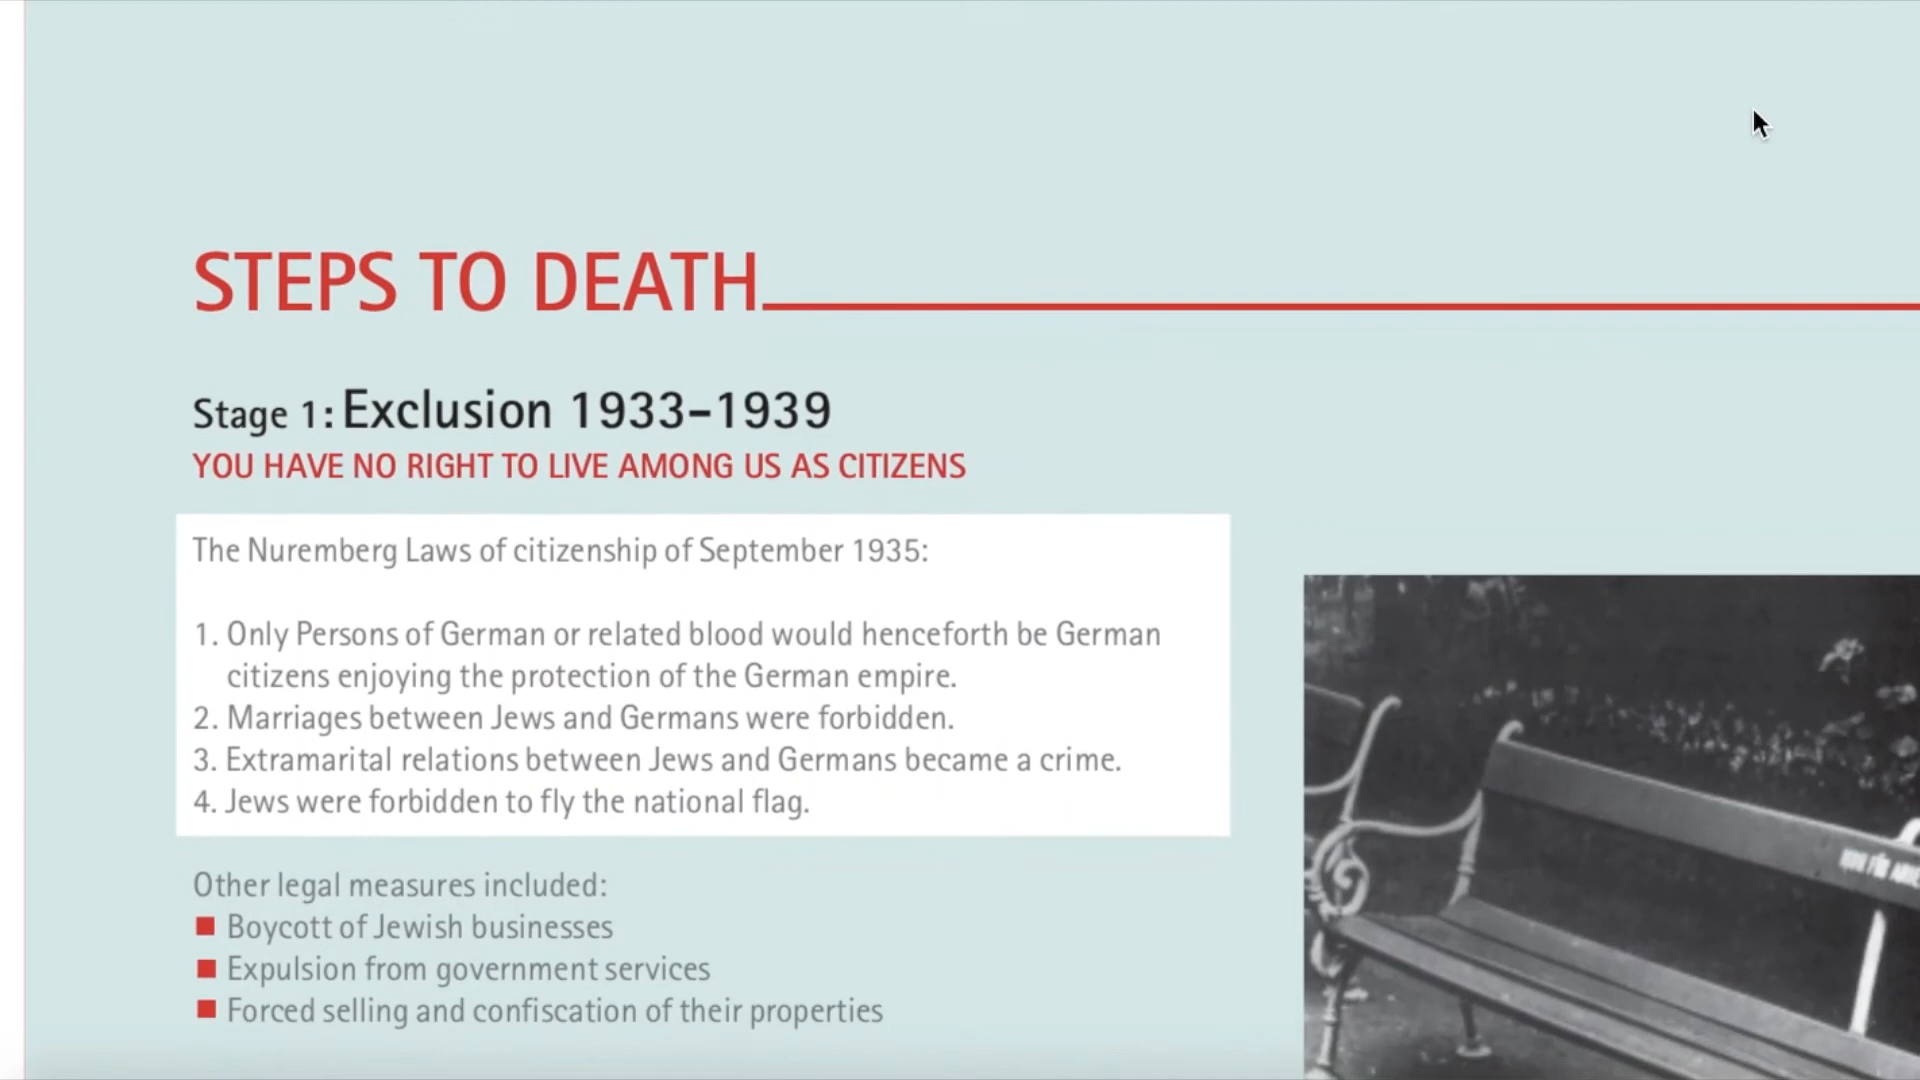 STEPS TO DEATH
Stage 1: Exclusion 1933–1939
YOU HAVE NO RIGHT TO LIVE AMONG US AS CITIZENS
The Nuremberg Laws of citizenship of September 1935:
1. Only Persons of German or related blood would henceforth be German
citizens enjoying the protection of the German empire.
2. Marriages between Jews and Germans were forbidden.
3. Extramarital relations between Jews and Germans became a crime.
4. Jews were forbidden to fly the national flag.
Other legal measures included:
■ Boycott of Jewish businesses
■ Expulsion from government services
■ Forced selling and confiscation of their properties